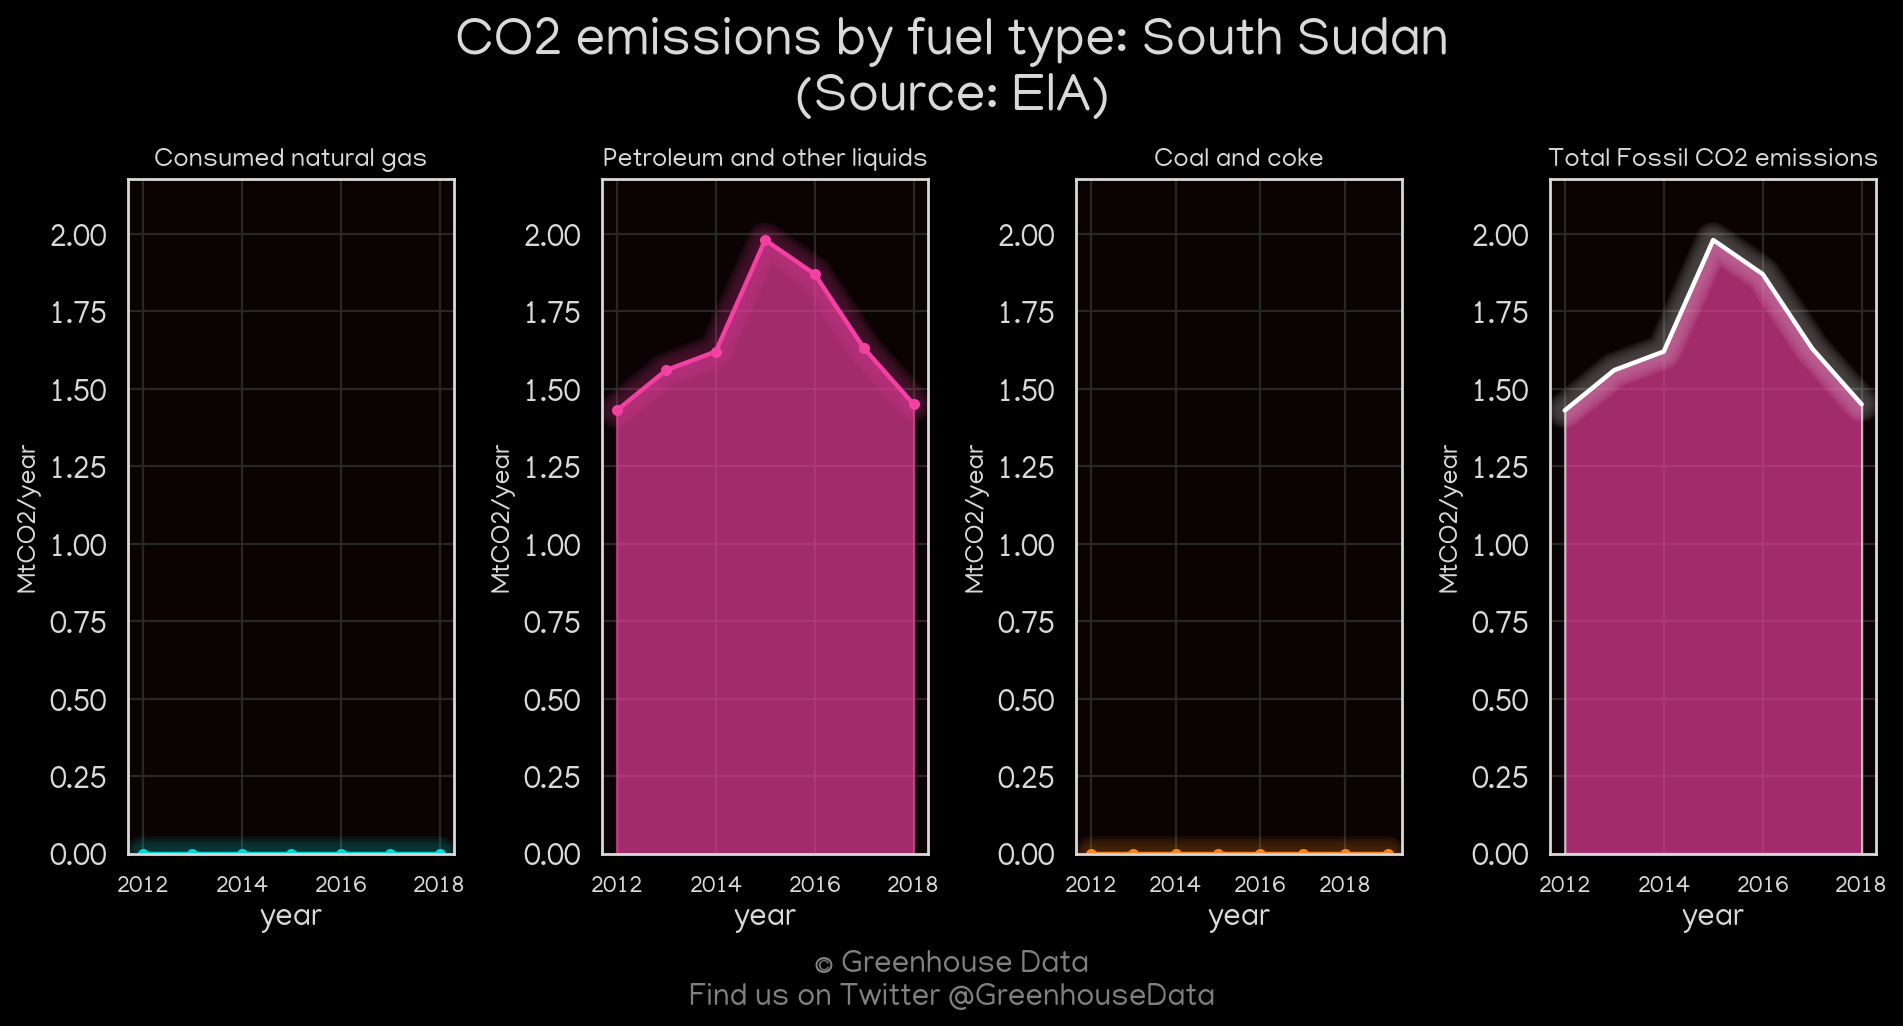 CO2 emissions by fuel type: South Sudan
(Source: EIA)
Consumed natural gas
2.00
1.75
1.50
1.25
1.00
0.75
0.50
0.25
0.00
MtCO2/year
2012 2014 2016 2018
year
Petroleum and other liquids
2.00
1.75
1.50
1.25
1.00
0.75
0.50
0.25
0.00
MtCO2/year
2012 2014 2016 2018
year
Coal and coke
2.00
1.75
1.50
1.25
1.00
0.75
0.50
0.25
0.00
MtCO2/year
2012 2014 2016 2018
year
Total Fossil CO2 emissions
2.00
1.75
1.50
1.25
1.00
0.75
0.50
0.25
0.00
MtCO2/year
2012 2014 2016 2018
year
© Greenhouse Data
Find us on Twitter @GreenhouseData